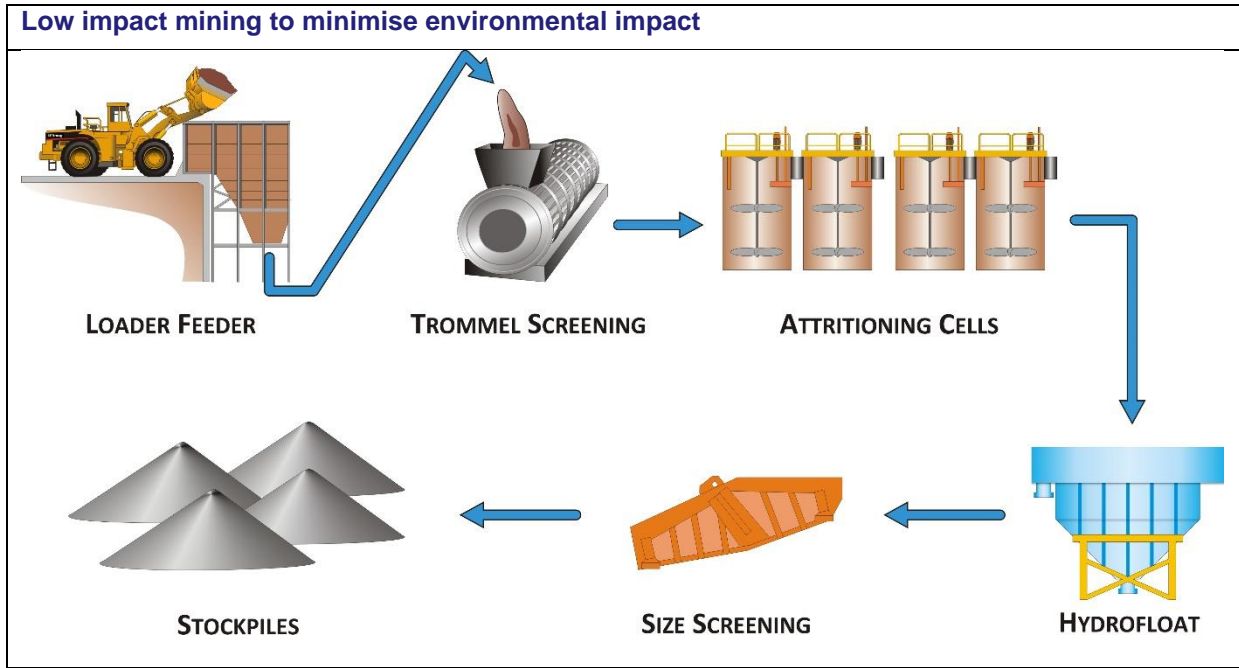 Low impact mining to minimise environmental impact
LOADER FEEDER
TROMMEL SCREENING
ATTRITIONING CELLS
STOCKPILES
SIZE SCREENING
HYDROFLOAT